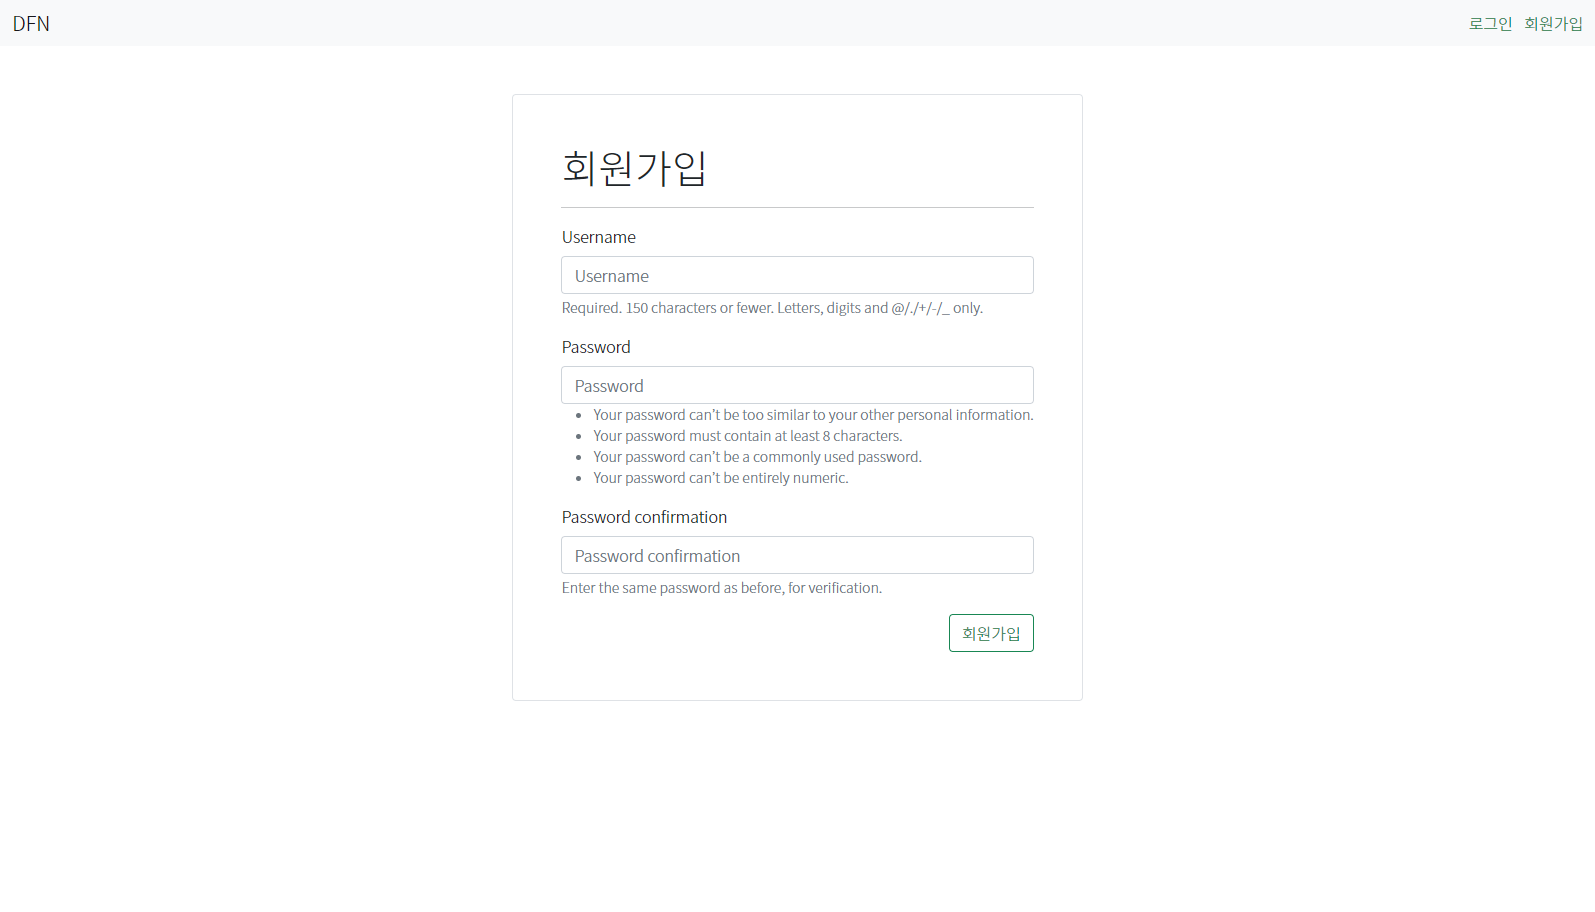 DFN
로그인 회원가입
회원가입
Username
Username
Required. 150 characters or fewer. Letters, digits and @/./+/-/_ only.
Password
Password
• Your password can’t be too similar to your other personal information.
• Your password must contain at least 8 characters.
• Your password can’t be a commonly used password.
• Your password can’t be entirely numeric.
Password confirmation
Password confirmation
Enter the same password as before, for verification.
회원가입